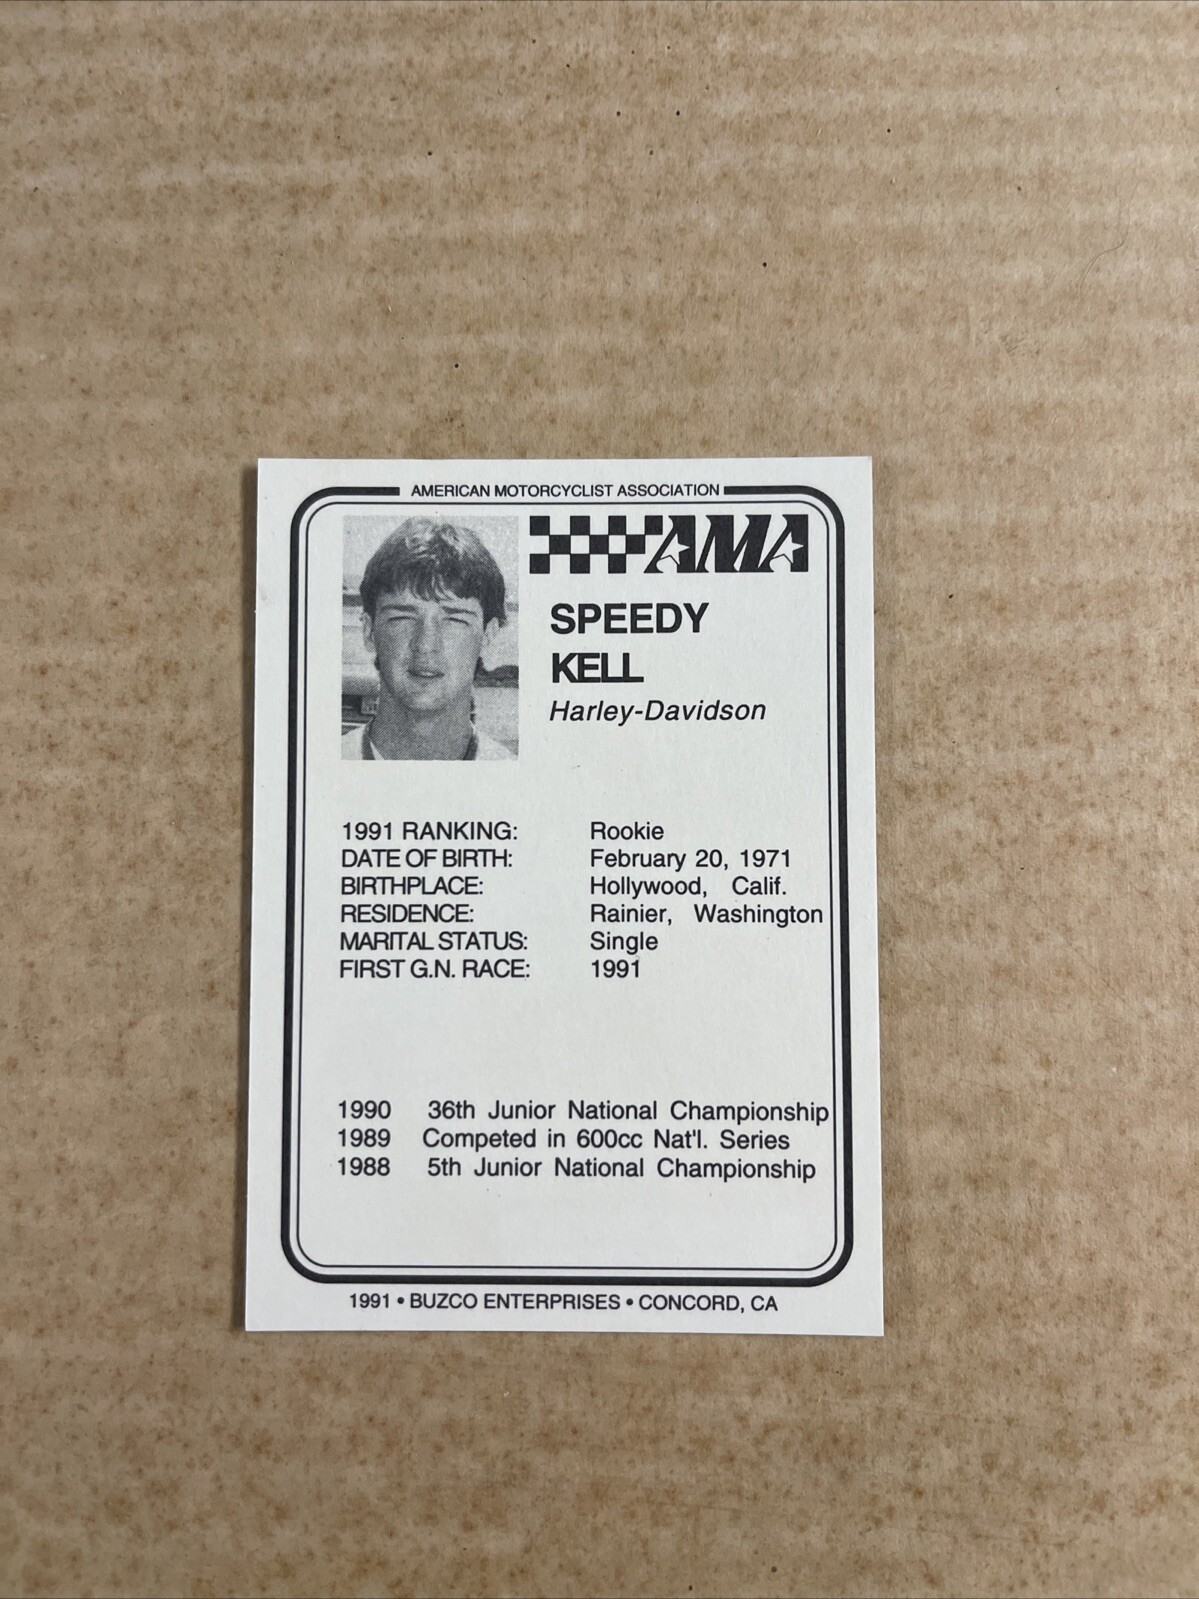 AMERICAN MOTORCYCLIST ASSOCIATION
AMA
SPEEDY
KELL
Harley-Davidson
1991 RANKING: Rookie
DATE OF BIRTH: February 20, 1971
BIRTHPLACE: Hollywood, Calif.
RESIDENCE: Rainier, Washington
MARITAL STATUS: Single
FIRST G.N. RACE: 1991
1990 36th Junior National Championship
1989 Competed in 600cc Nat'l. Series
1988 5th Junior National Championship
1991 • BUZCO ENTERPRISES • CONCORD, CA